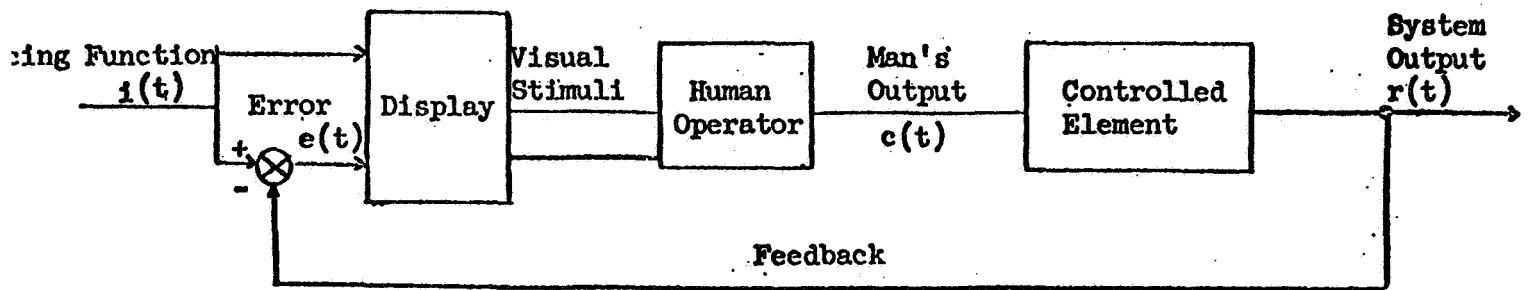 Function
i(t)
Error
e(t)
+
-
Display
Visual
Stimuli
Human
Operator
Man's
Output
c(t)
Controlled
Element
System
Output
r(t)
Feedback